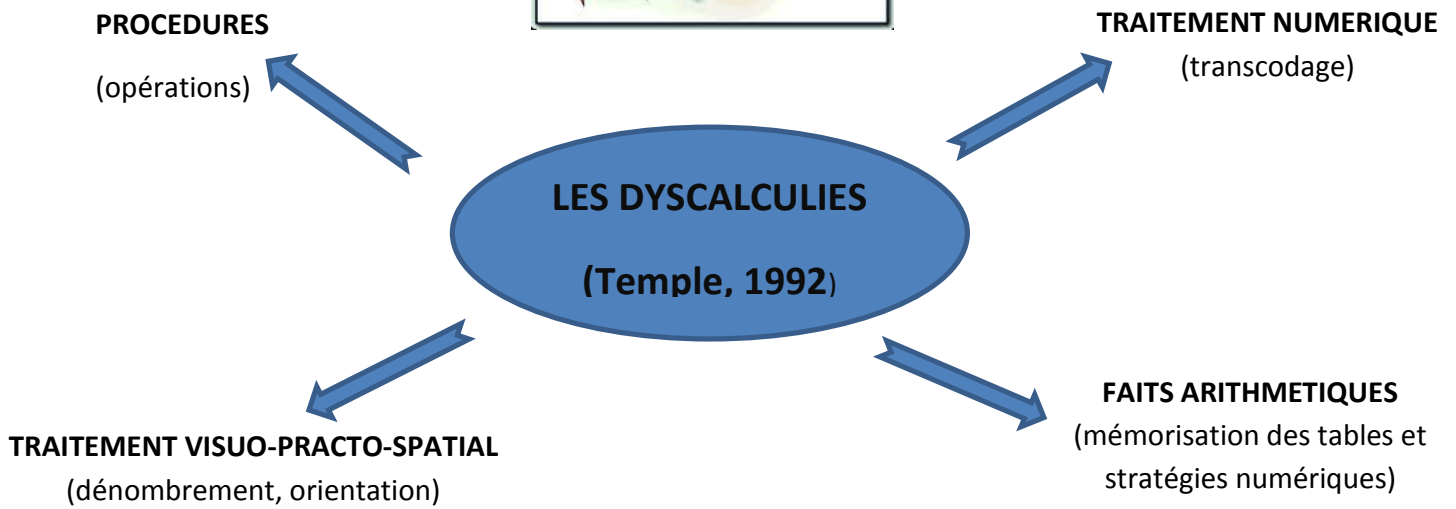 PROCEDURES
(opérations)
TRAITEMENT NUMERIQUE
(transcodage)
LES DYSCALCULIES
(Temple, 1992)
TRAITEMENT VISUO-PRACTO-SPATIAL
(dénombrement, orientation)
FAITS ARITHMETIQUES
(mémorisation des tables et
stratégies numériques)